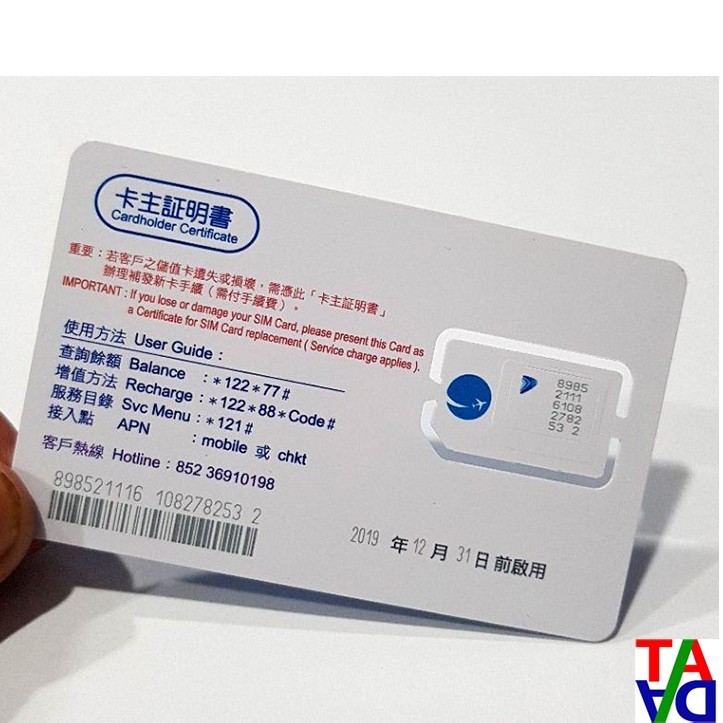 卡主証明書
Cardholder Certificate
重要：若客戶之儲值卡遺失或損壞，需憑此「卡主証明書」
辦理補發新卡手續（需付手續費）。
IMPORTANT : If you lose or damage your SIM Card, please present this Card as
a Certificate for SIM Card replacement ( Service charge applies ).
使用方法 User Guide :
查詢餘額 Balance : *122*77#
增值方法 Recharge : *122*88*Code#
服務目錄 Svc Menu : *121#
接入點 APN : mobile 或 chkt
客戶熱線 Hotline : 852 36910198
898521116 108278253 2
2019 年 12 月 31 日 前啟用
8985
2111
6108
2782
53 2
TADA